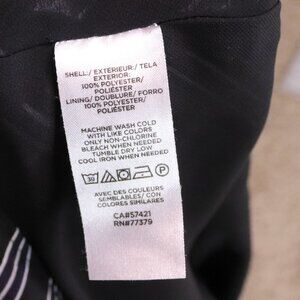 SHELL/ EXTÉRIEUR:/ TELA
EXTERIOR:
100% POLYESTER/
POLIÉSTER
LINING/ DOUBLURE/ FORRO
100% POLYESTER/
POLIÉSTER
MACHINE WASH COLD
WITH LIKE COLORS
ONLY NON-CHLORINE
BLEACH WHEN NEEDED
TUMBLE DRY LOW
COOL IRON WHEN NEEDED
30
P
AVEC DES COULEURS
SEMBLABLES/ CON
COLORES SIMILARES
CA#57421
RN#77379